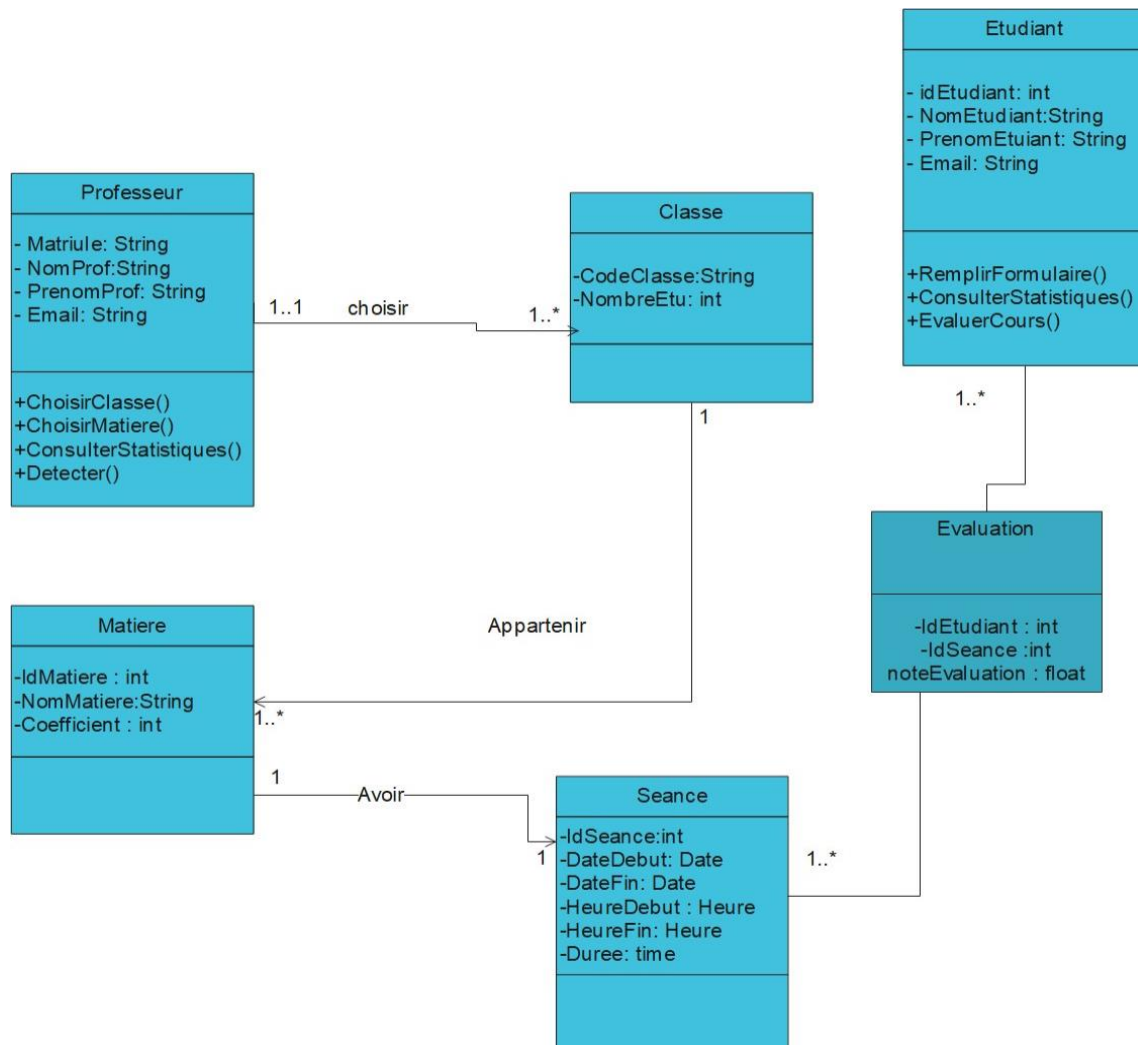 Etudiant
- idEtudiant: int
- NomEtudiant:String
- PrenomEtuiant: String
- Email: String
+RemplirFormulaire()
+ConsulterStatistiques()
+EvaluerCours()
1..*
Professeur
- Matriule: String
- NomProf:String
- PrenomProf: String
- Email: String
+ChoisirClasse()
+ChoisirMatiere()
+ConsulterStatistiques()
+Detecter()
1..1
choisir
1..*
Classe
-CodeClasse:String
-NombreEtu: int
1
Appartenir
1..*
Evaluation
-IdEtudiant : int
-IdSeance :int
noteEvaluation : float
Matiere
-IdMatiere : int
-NomMatiere:String
-Coefficient : int
1
Avoir
1
Seance
-IdSeance:int
-DateDebut: Date
-DateFin: Date
-HeureDebut : Heure
-HeureFin: Heure
-Duree: time
1..*